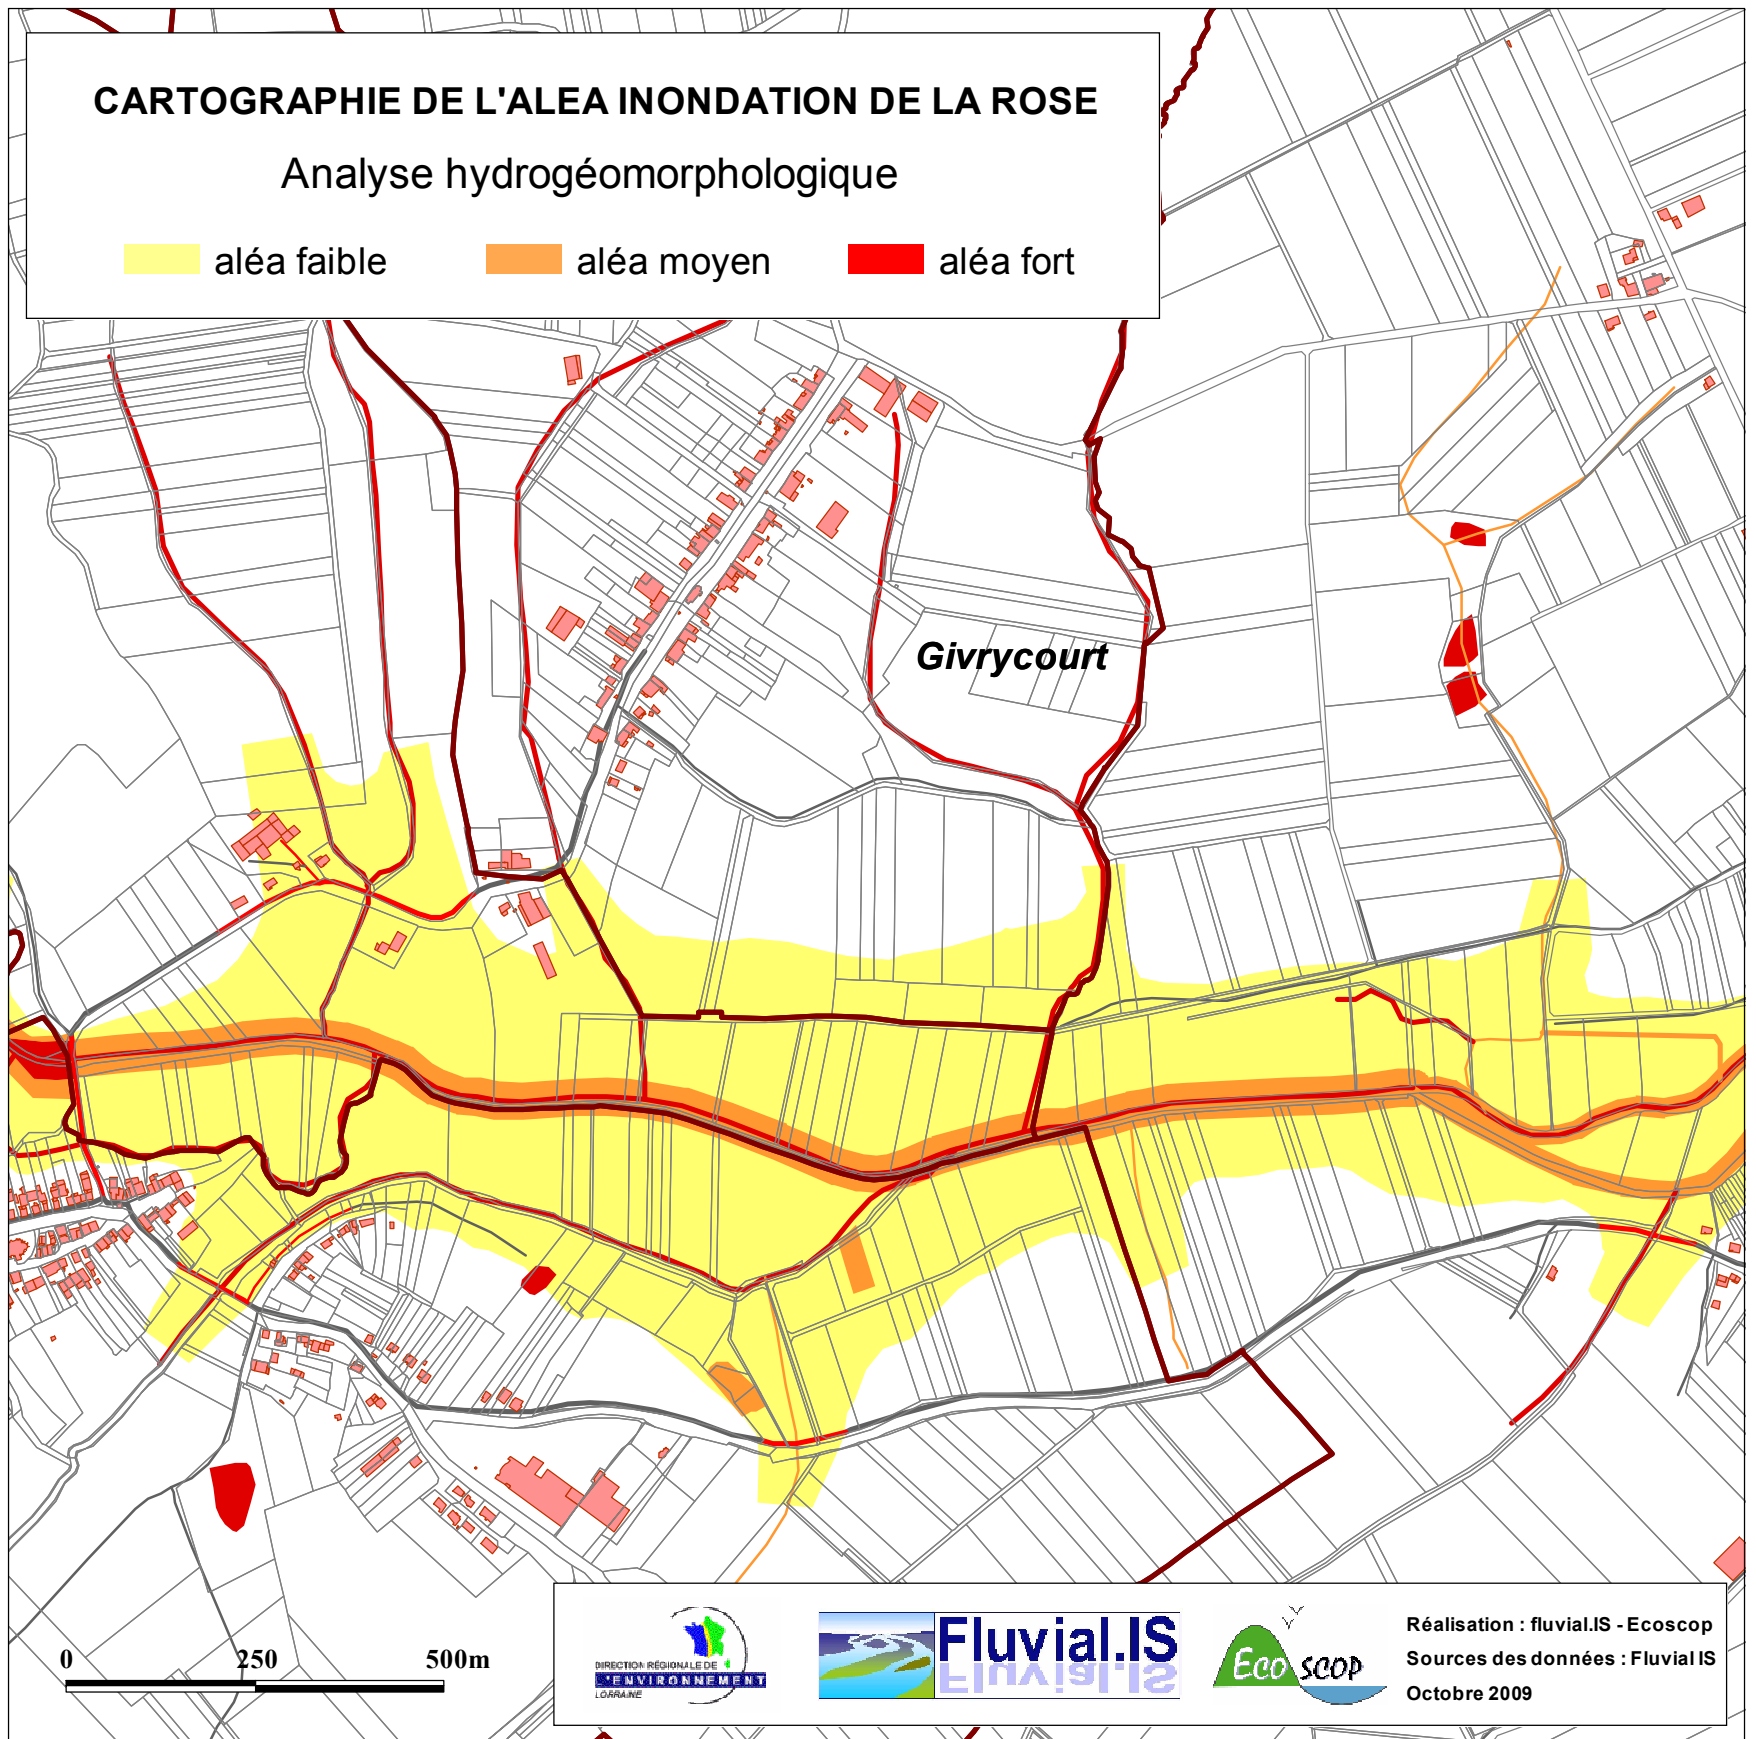 CARTOGRAPHIE DE L'ALEA INONDATION DE LA ROSE
Analyse hydrogéomorphologique
aléa faible
aléa moyen
aléa fort
Givrycourt
0
250
500m
DIRECTION RÉGIONALE DE
L'ENVIRONNEMENT
LORRAINE
Fluvial.IS
Eco SCOP
Réalisation : fluvial.IS - Ecoscop
Sources des données : Fluvial IS
Octobre 2009